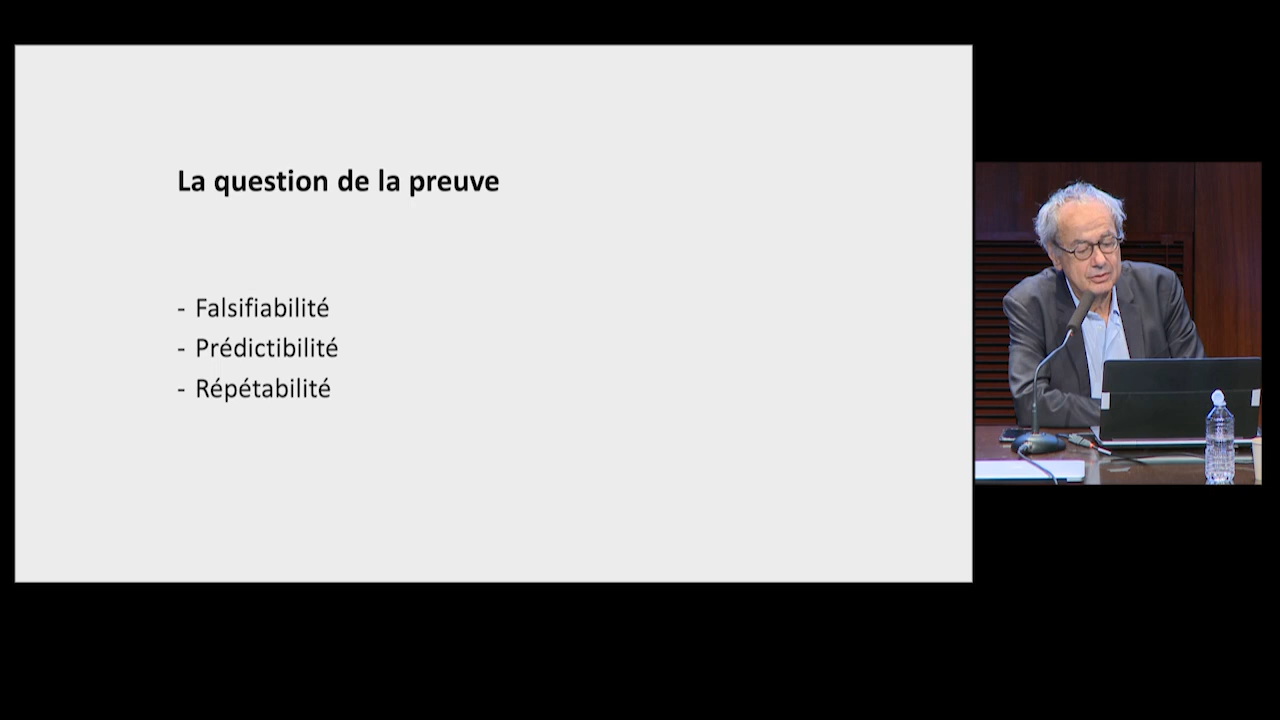 La question de la preuve
- Falsifiabilité
- Prédictibilité
- Répétabilité